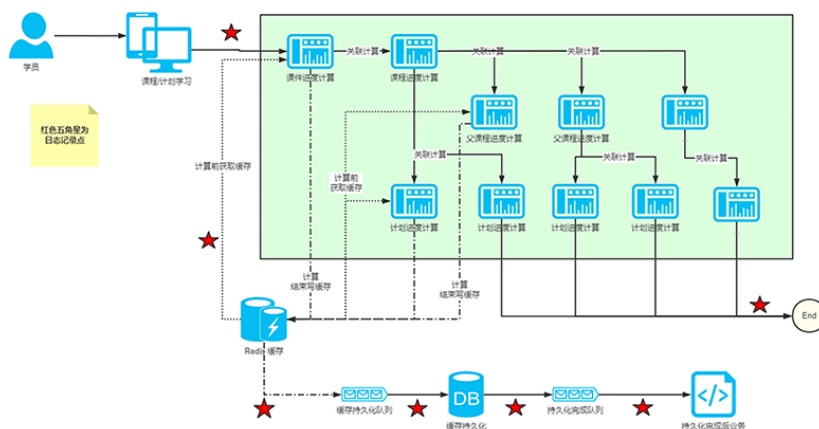 学员
课程/计划学习
红色五角星为
日志记录点
课件进度计算
关联计算
课程进度计算
关联计算
关联计算
父课程进度计算
父课程进度计算
...
关联计算
关联计算
关联计算
计划进度计算
计划进度计算
计划进度计算
计划进度计算
...
计算前获取缓存
计算前
获取缓存
计算
结束写缓存
计算
结束写缓存
Redis 缓存
End
缓存持久化队列
DB
缓存持久化
持久化完成队列
</>
持久化完成后业务